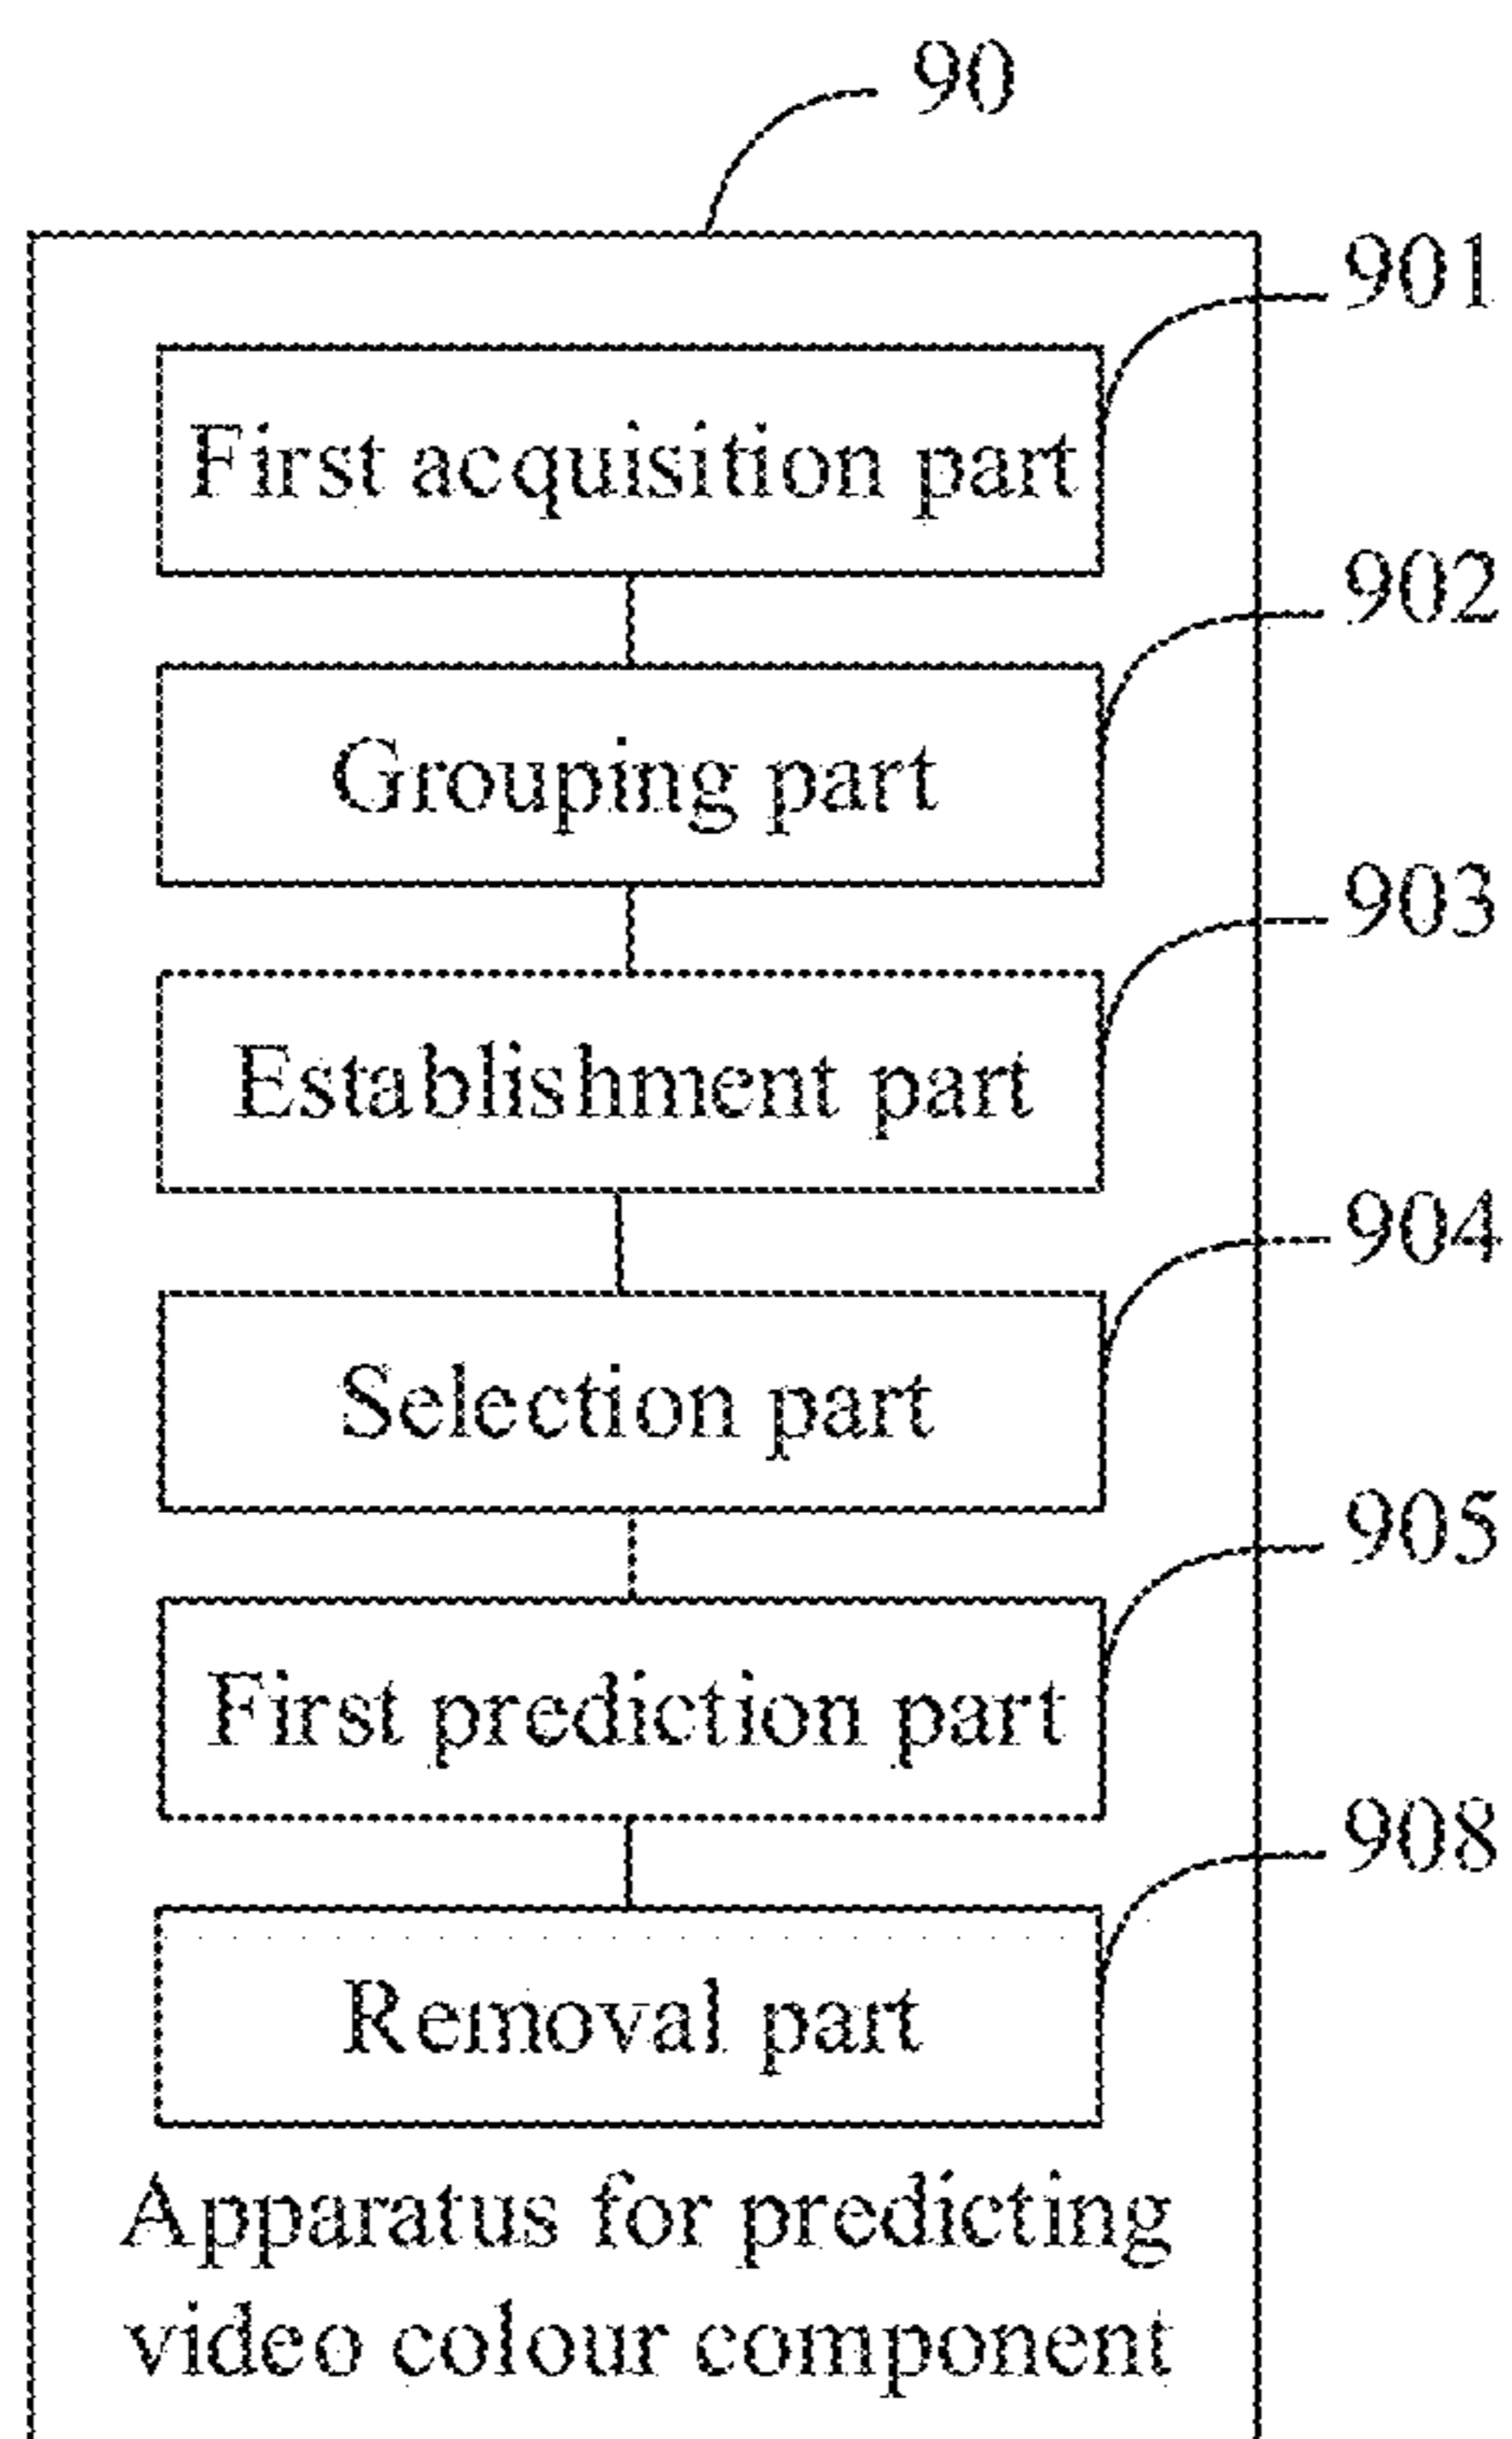 90
901
First acquisition part
902
Grouping part
903
Establishment part
904
Selection part
905
First prediction part
908
Removal part
Apparatus for predicting
video colour component